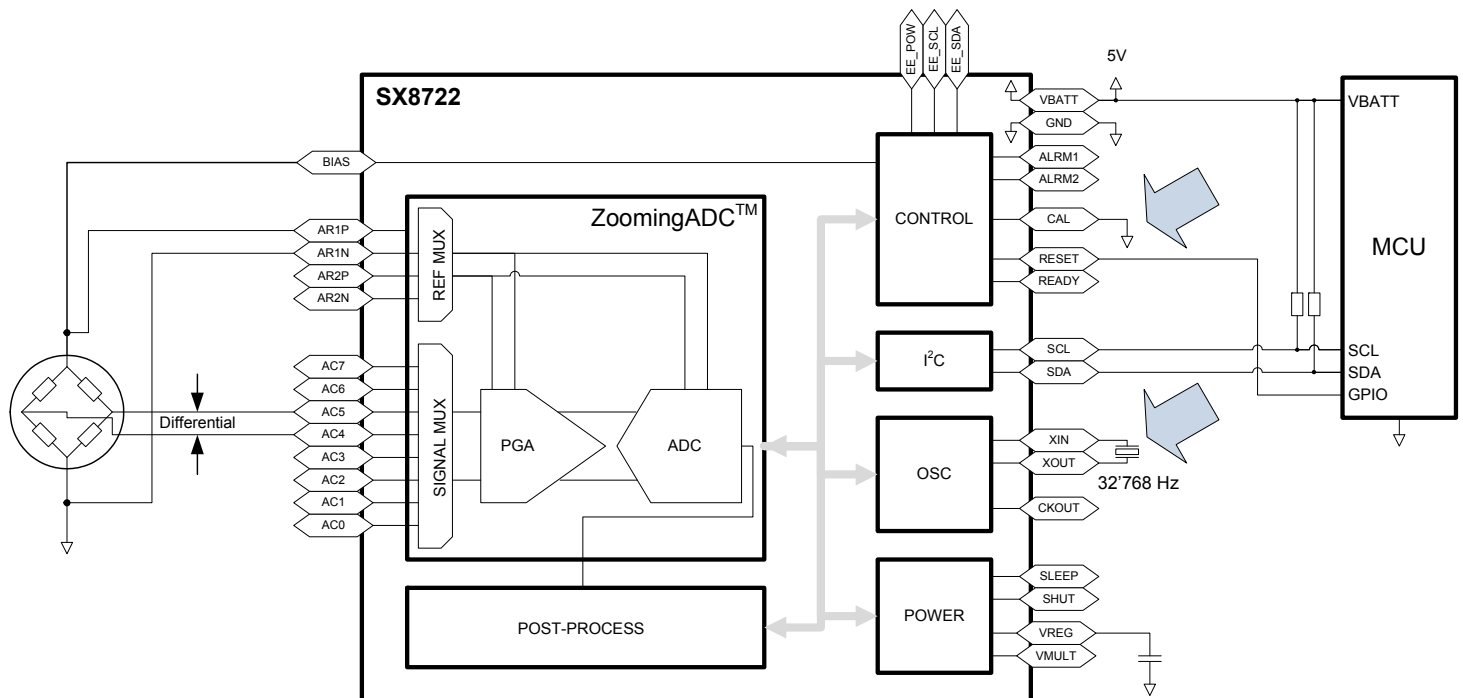 EE_POW
EE_SCL
EE_SDA
5V
SX8722
VBATT
VBATT
GND
BIAS
ALRM1
ALRM2
CONTROL
CAL
ZoomingADC™
MCU
AR1P
AR1N
AR2P
AR2N
REF MUX
RESET
READY
AC7
AC6
AC5
AC4
AC3
AC2
AC1
AC0
Differential
SIGNAL MUX
PGA
ADC
I²C
SCL
SDA
SCL
SDA
GPIO
OSC
XIN
XOUT
32'768 Hz
CKOUT
POST-PROCESS
POWER
SLEEP
SHUT
VREG
VMULT